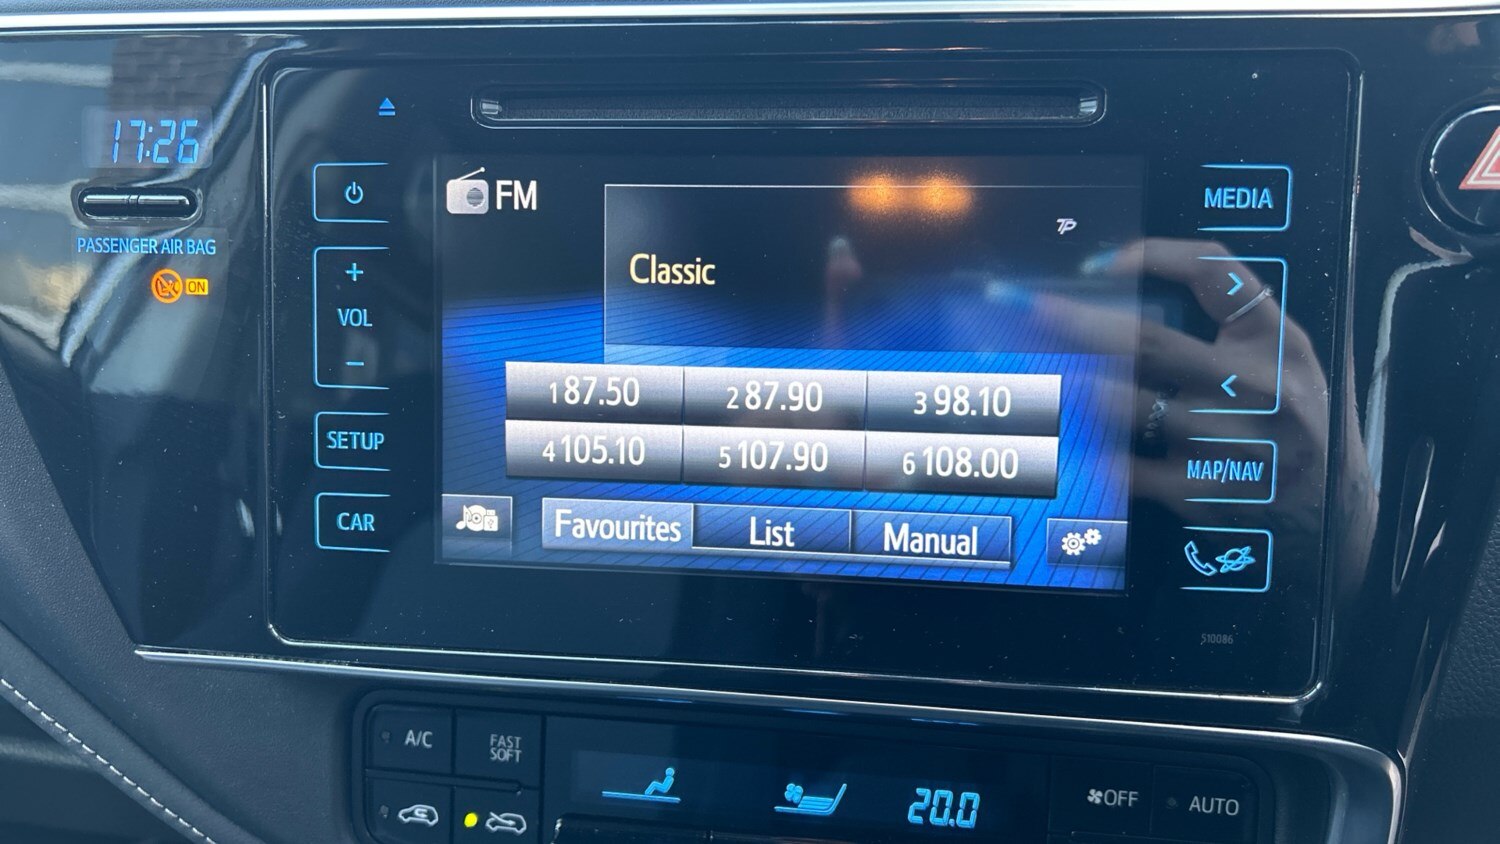 17:26
PASSENGER AIR BAG
ON
VOL
SETUP
CAR
FM
TP
Classic
1 87.50 2 87.90 3 98.10
4 105.10 5 107.90 6 108.00
Favourites List Manual
MEDIA
MAP/NAV
510086
A/C
FAST
SOFT
20.0
OFF
AUTO